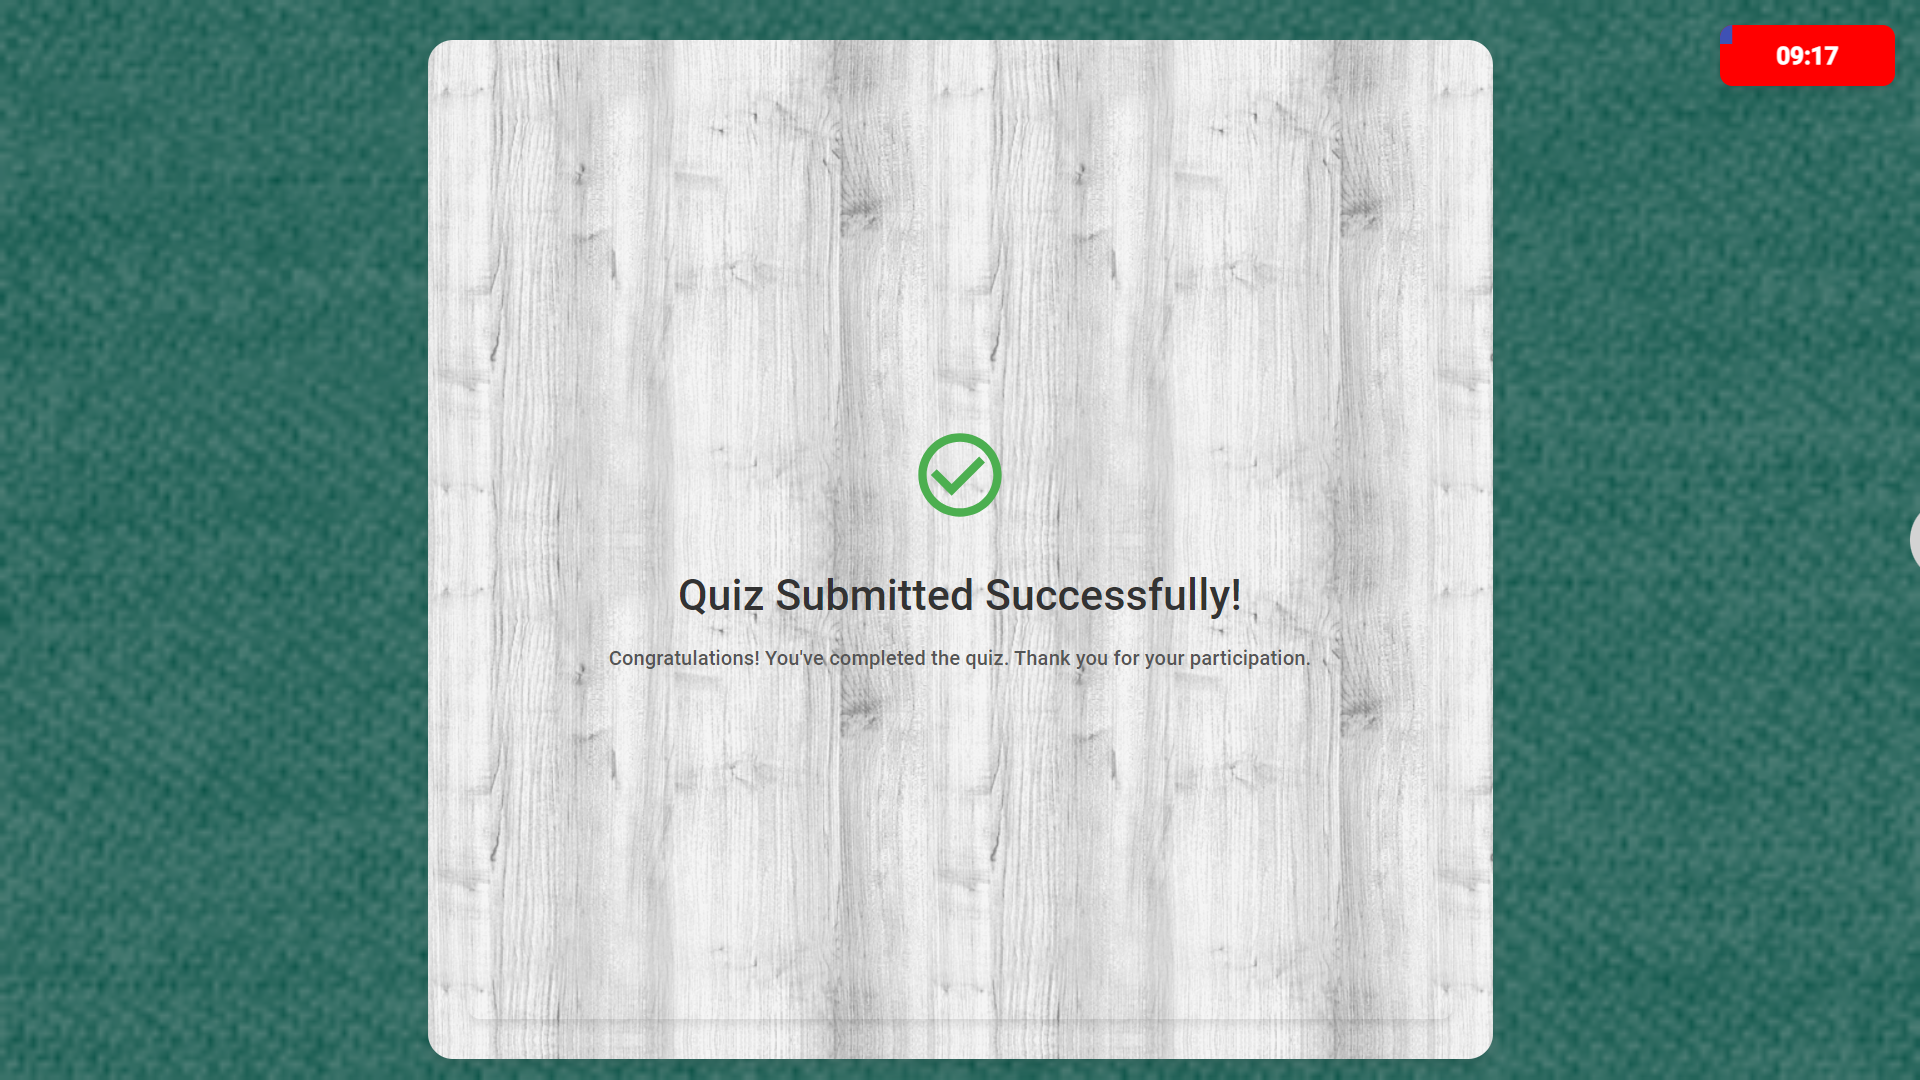 09:17
Quiz Submitted Successfully!
Congratulations! You've completed the quiz. Thank you for your participation.